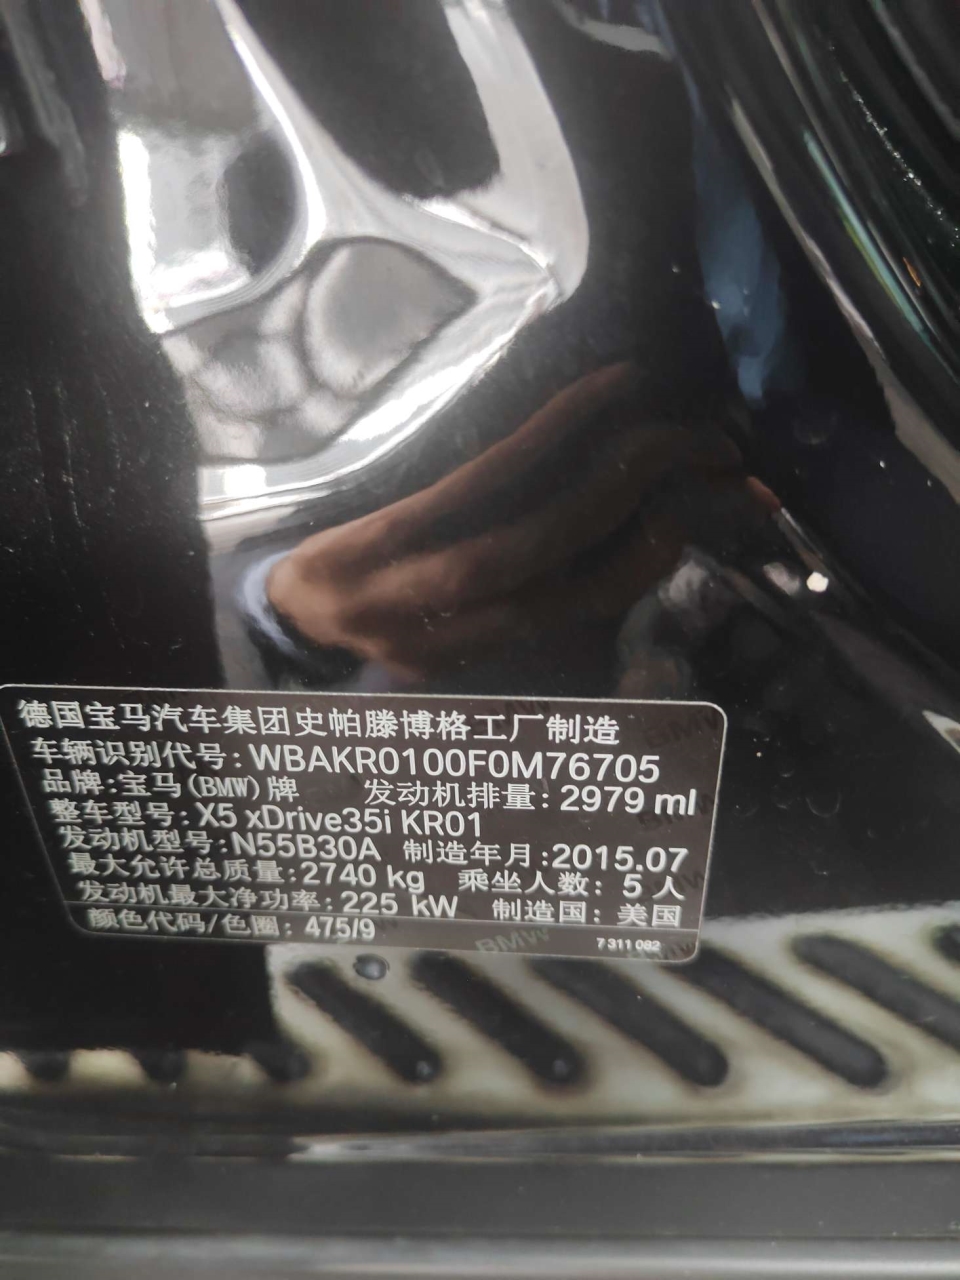 德国宝马汽车集团史帕滕博格工厂制造
车辆识别代号: WBAKR0100F0M76705
品牌: 宝马(BMW)牌 发动机排量: 2979 ml
整车型号: X5 xDrive35i KR01
发动机型号: N55B30A 制造年月: 2015.07
最大允许总质量: 2740 kg 乘坐人数: 5 人
发动机最大净功率: 225 kW 制造国: 美国
颜色代码/色圈: 475/9
7 311 082
BMW